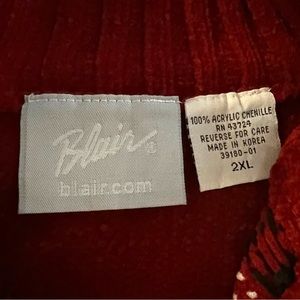 Blair
blair.com
100% ACRYLIC CHENILLE
RN 43724
REVERSE FOR CARE
MADE IN KOREA
39180-01
2XL